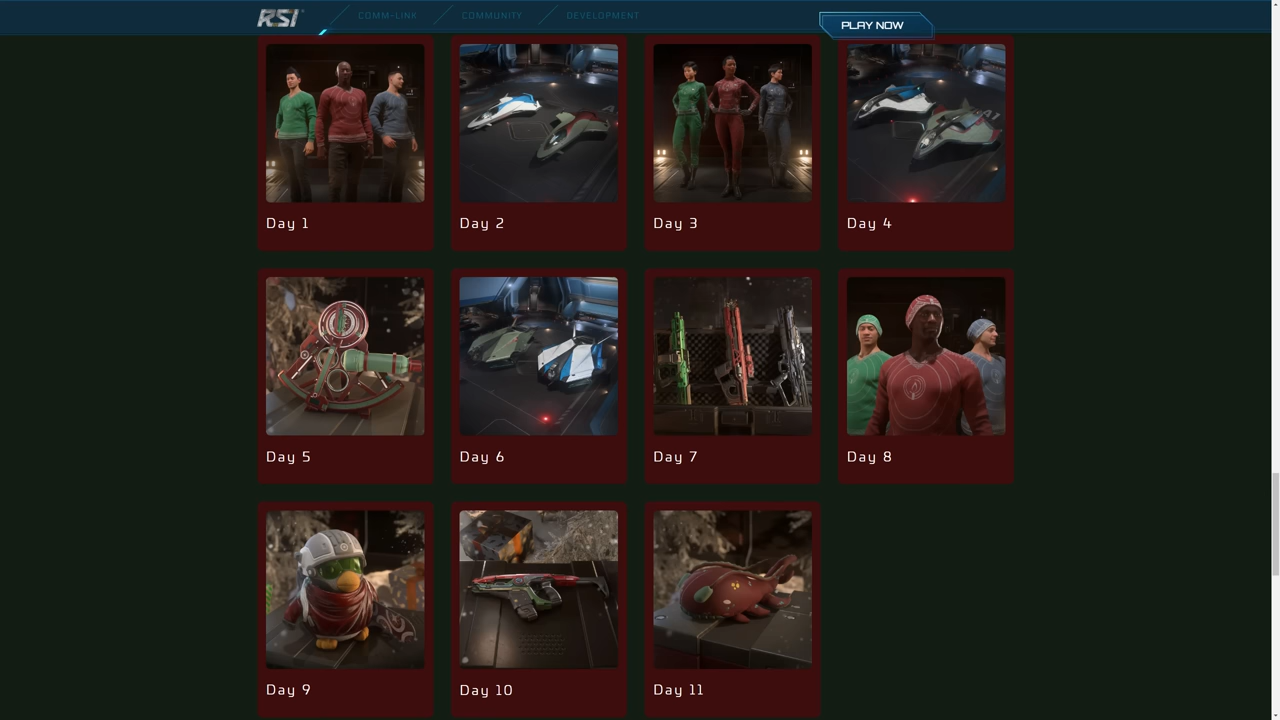 RSI
COMM-LINK
COMMUNITY
DEVELOPMENT
PLAY NOW
Day 1
Day 2
Day 3
Day 4
Day 5
Day 6
Day 7
Day 8
Day 9
Day 10
Day 11